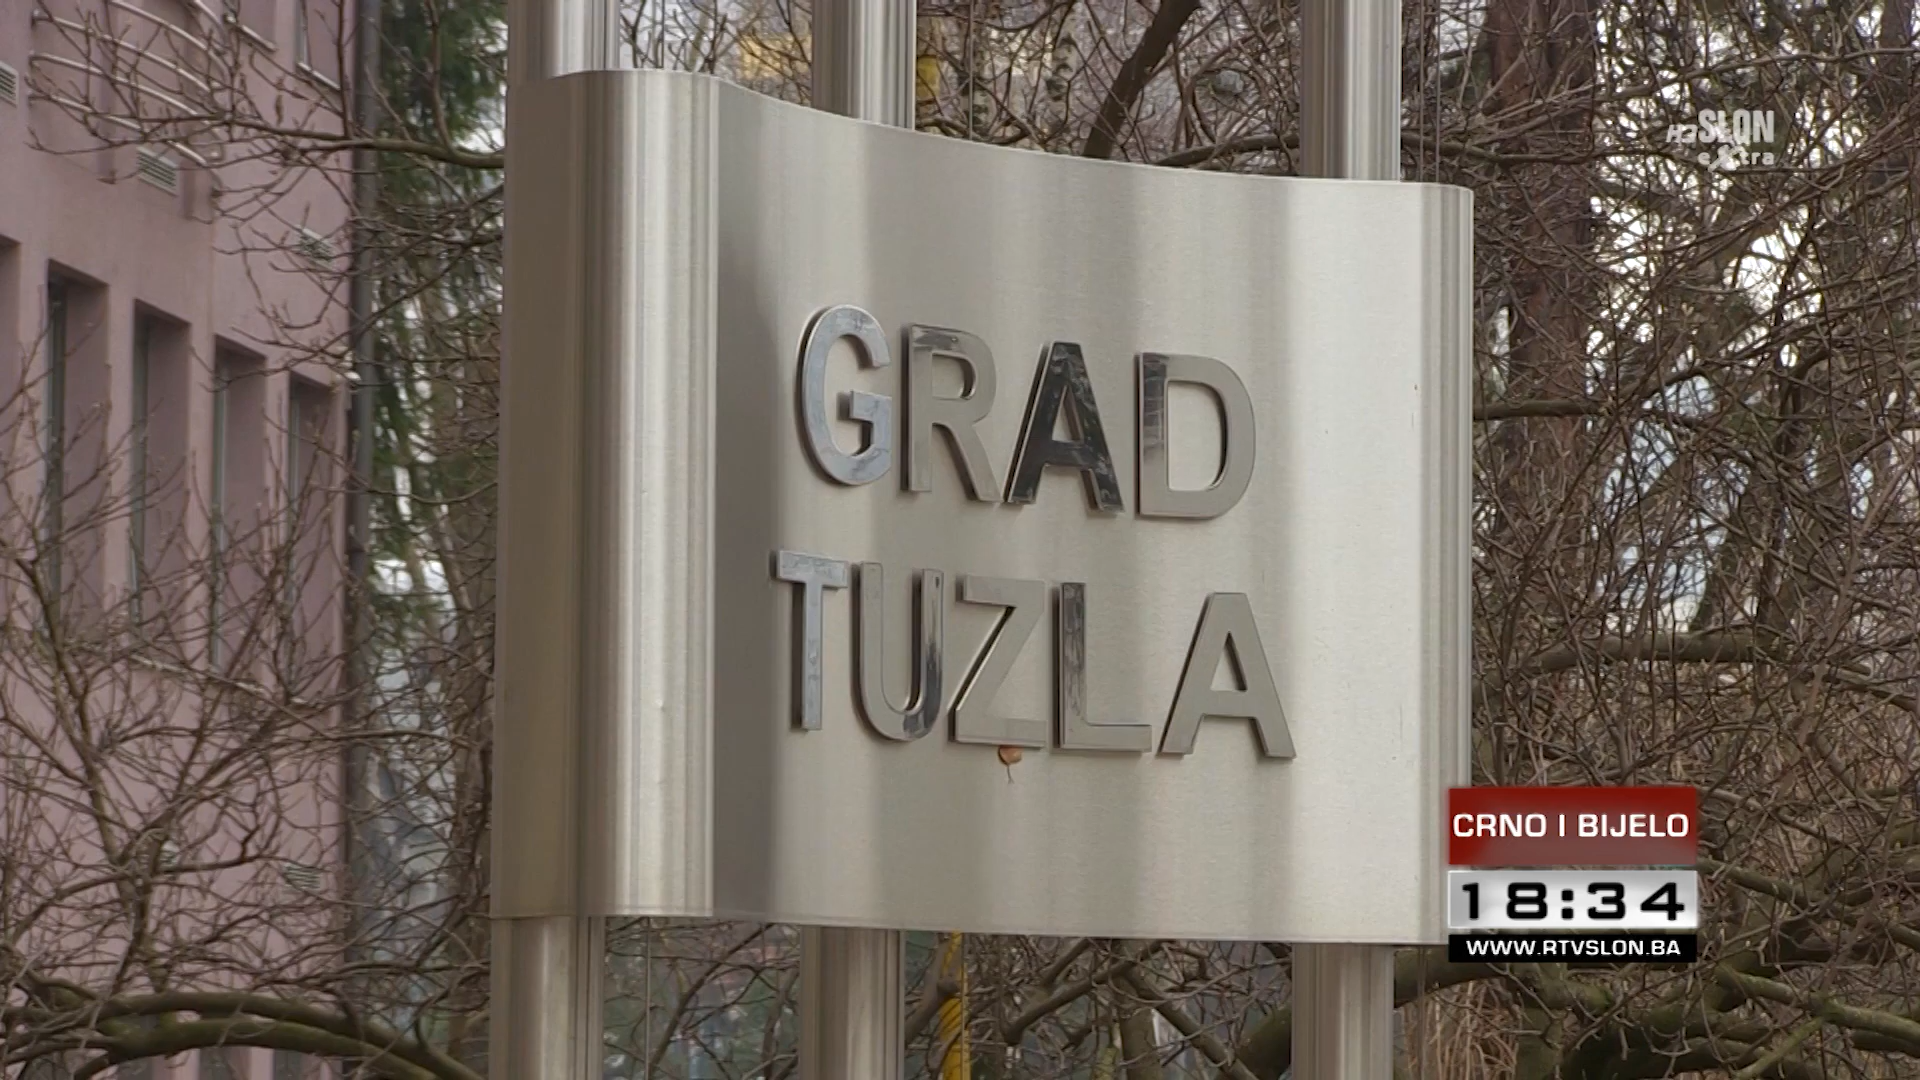 SLON
extra
GRAD
TUZLA
CRNO I BIJELO
18:34
WWW.RTVSLON.BA